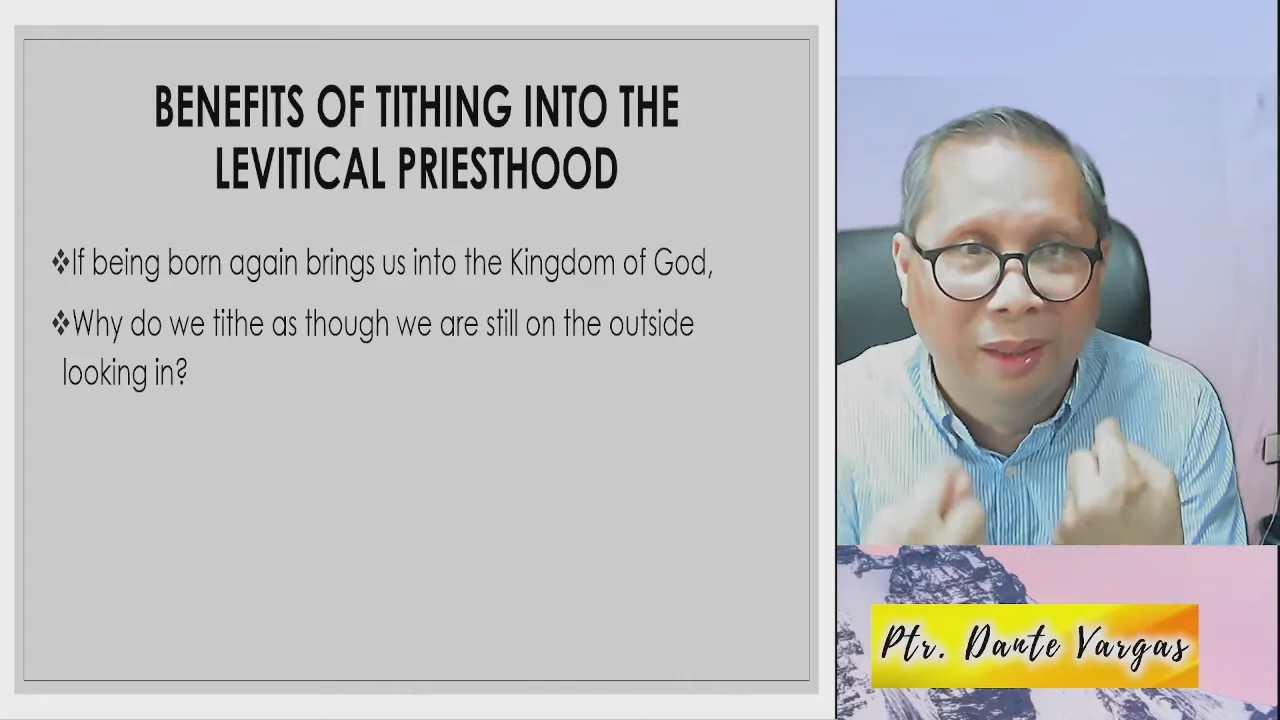 BENEFITS OF TITHING INTO THE
LEVITICAL PRIESTHOOD
❖If being born again brings us into the Kingdom of God,
❖Why do we tithe as though we are still on the outside
looking in?
Ptr. Dante Vargas